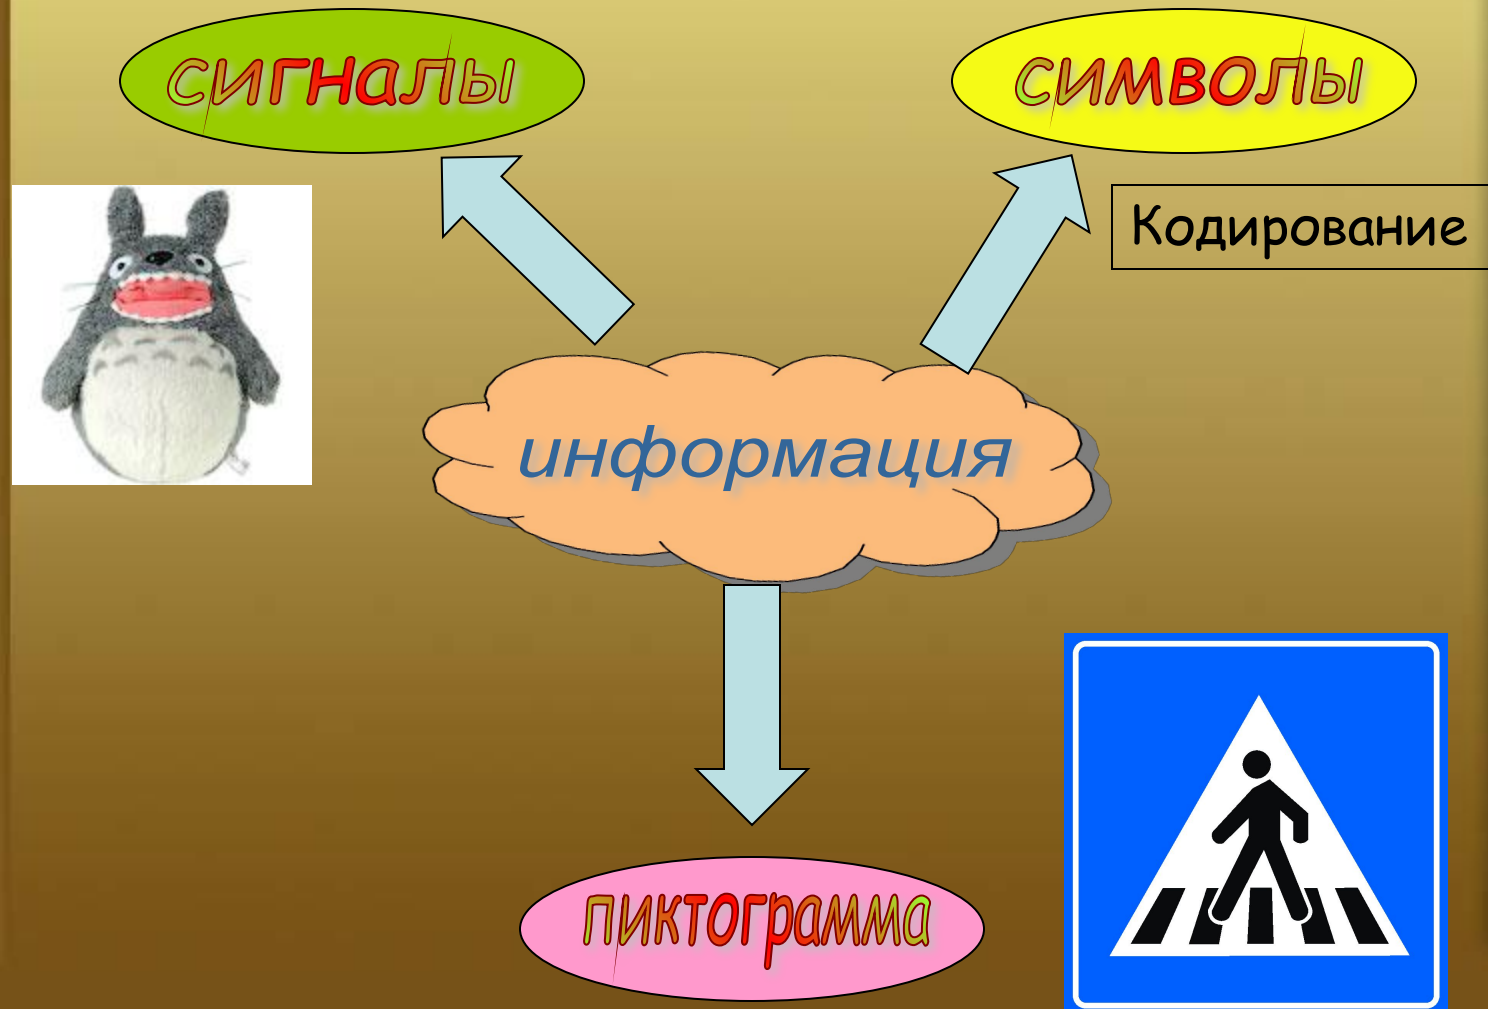 сигналы
символы
Кодирование
информация
пиктограмма